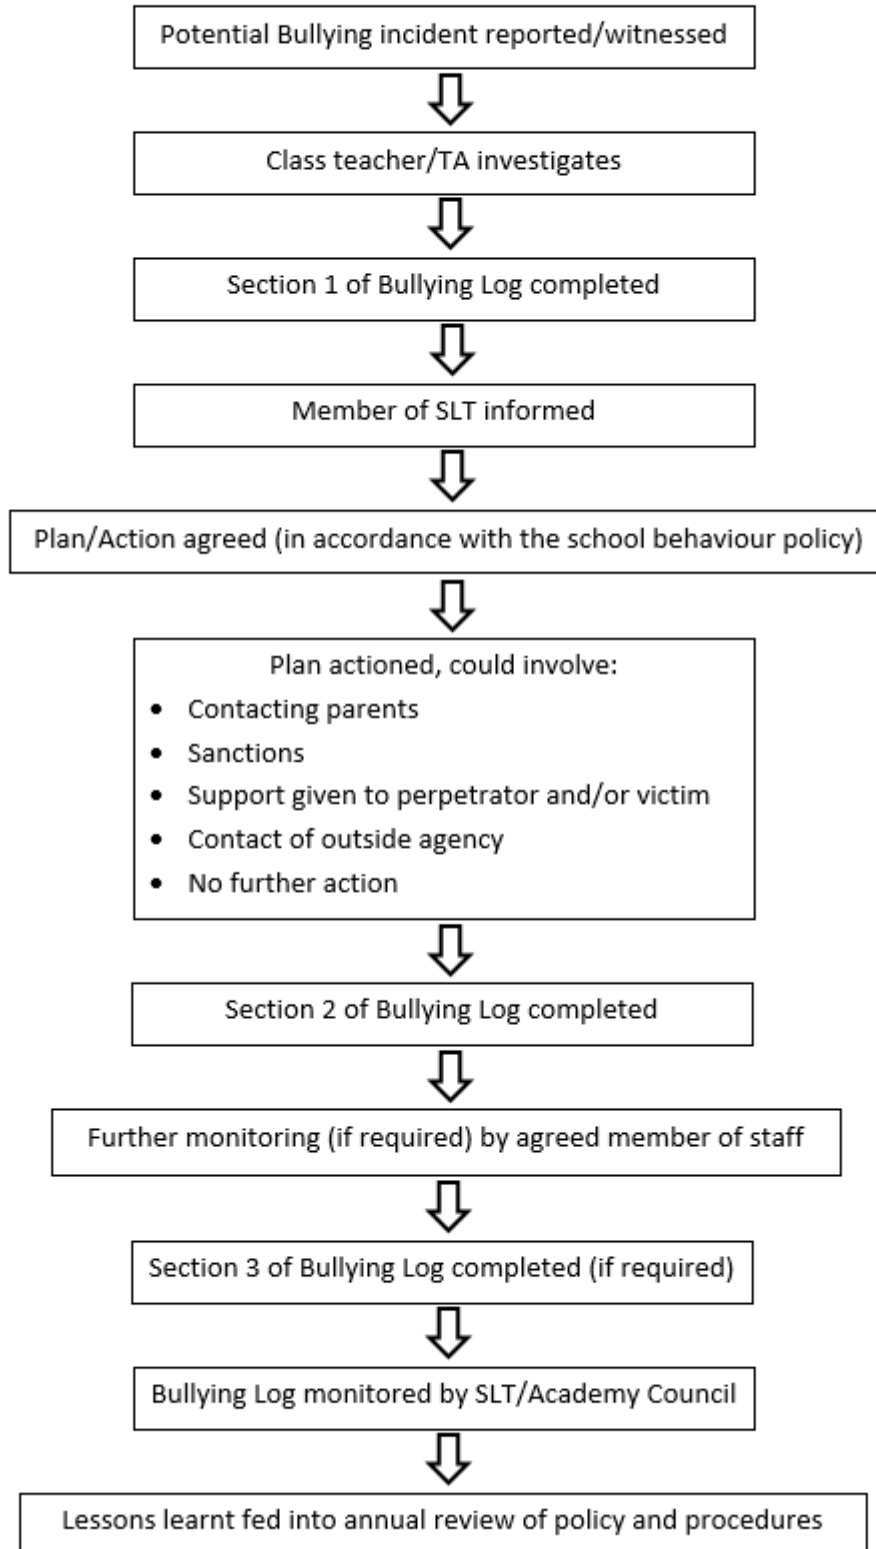 Potential Bullying incident reported/witnessed
Class teacher/TA investigates
Section 1 of Bullying Log completed
Member of SLT informed
Plan/Action agreed (in accordance with the school behaviour policy)
Plan actioned, could involve:
• Contacting parents
• Sanctions
• Support given to perpetrator and/or victim
• Contact of outside agency
• No further action
Section 2 of Bullying Log completed
Further monitoring (if required) by agreed member of staff
Section 3 of Bullying Log completed (if required)
Bullying Log monitored by SLT/Academy Council
Lessons learnt fed into annual review of policy and procedures